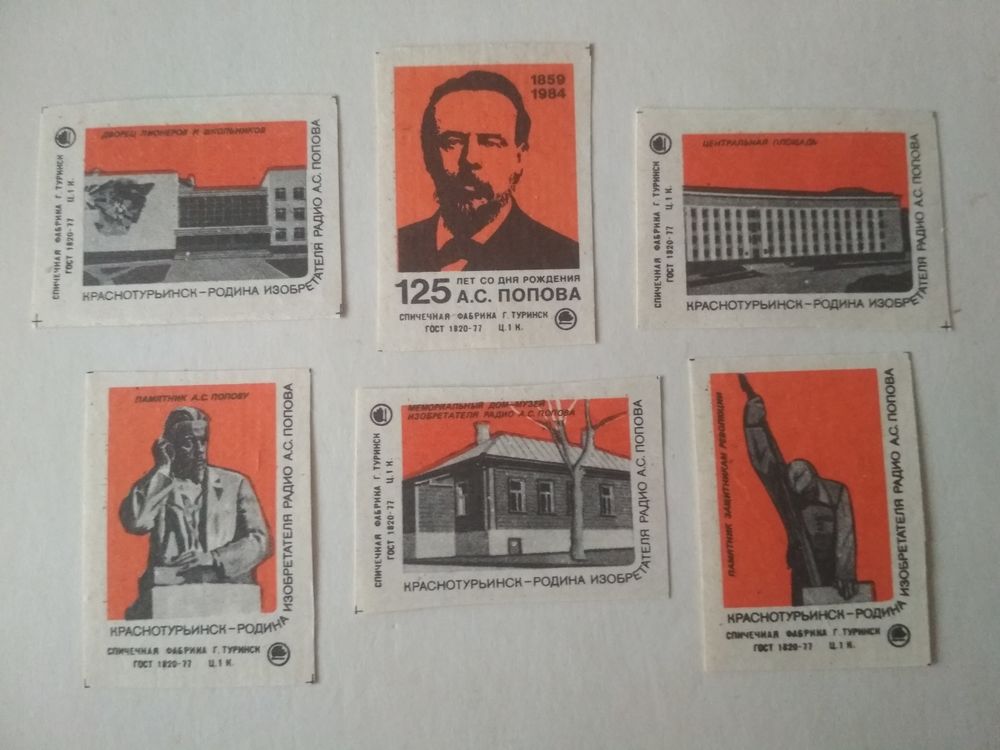 ДВОРЕЦ ПИОНЕРОВ И ШКОЛЬНИКОВ
СПИЧЕЧНАЯ ФАБРИКА Г. ТУРИНСК
ГОСТ 1820-77 Ц. 1 К.
КРАСНОТУРЬИНСК-РОДИНА ИЗОБРЕТАТЕЛЯ РАДИО А.С. ПОПОВА
1859
1984
125 ЛЕТ СО ДНЯ РОЖДЕНИЯ
А.С. ПОПОВА
СПИЧЕЧНАЯ ФАБРИКА Г. ТУРИНСК
ГОСТ 1820-77 Ц. 1 К.
ЦЕНТРАЛЬНАЯ ПЛОЩАДЬ
СПИЧЕЧНАЯ ФАБРИКА Г. ТУРИНСК
ГОСТ 1820-77 Ц. 1 К.
КРАСНОТУРЬИНСК-РОДИНА ИЗОБРЕТАТЕЛЯ РАДИО А.С. ПОПОВА
ПАМЯТНИК А.С. ПОПОВУ
КРАСНОТУРЬИНСК-РОДИНА ИЗОБРЕТАТЕЛЯ РАДИО А.С. ПОПОВА
СПИЧЕЧНАЯ ФАБРИКА Г. ТУРИНСК
ГОСТ 1820-77 Ц. 1 К.
МЕМОРИАЛЬНЫЙ ДОМ-МУЗЕЙ
ИЗОБРЕТАТЕЛЯ РАДИО А.С. ПОПОВА
СПИЧЕЧНАЯ ФАБРИКА Г. ТУРИНСК
ГОСТ 1820-77 Ц. 1 К.
КРАСНОТУРЬИНСК-РОДИНА ИЗОБРЕТАТЕЛЯ РАДИО А.С. ПОПОВА
ПАМЯТНИК ЗАЩИТНИКАМ РЕВОЛЮЦИИ
КРАСНОТУРЬИНСК-РОДИНА ИЗОБРЕТАТЕЛЯ РАДИО А.С. ПОПОВА
СПИЧЕЧНАЯ ФАБРИКА Г. ТУРИНСК
ГОСТ 1820-77 Ц. 1 К.